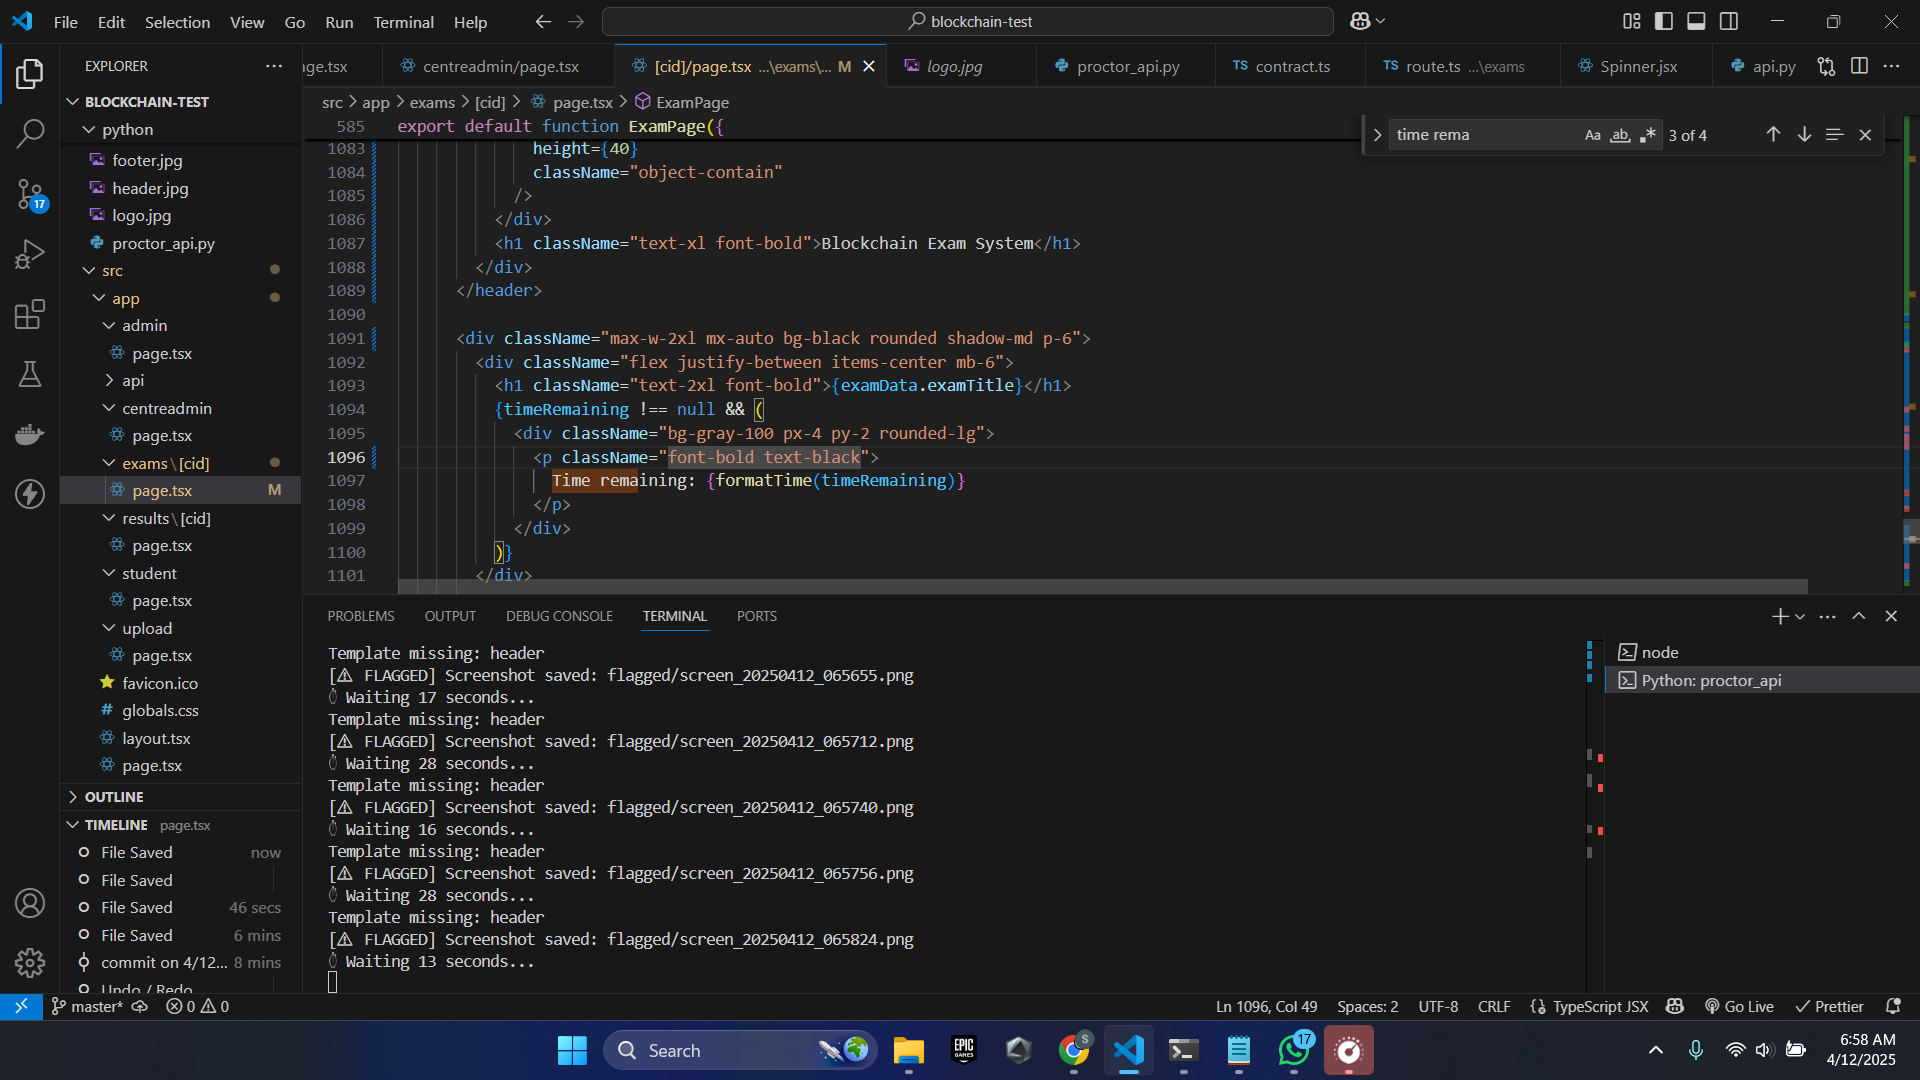 File Edit Selection View Go Run Terminal Help
blockchain-test
EXPLORER
ge.tsx
centreadmin/page.tsx
[cid]/page.tsx ...\exams\... M
logo.jpg
proctor_api.py
TS contract.ts
TS route.ts ...\exams
Spinner.jsx
api.py
src > app > exams > [cid] > page.tsx > ExamPage
time rema
Aa ab 3 of 4
BLOCKCHAIN-TEST
python
footer.jpg
header.jpg
logo.jpg
proctor_api.py
src
app
admin
page.tsx
api
centreadmin
page.tsx
exams\[cid]
page.tsx M
results\[cid]
page.tsx
student
page.tsx
upload
page.tsx
favicon.ico
# globals.css
layout.tsx
page.tsx
OUTLINE
TIMELINE page.tsx
File Saved now
File Saved
File Saved 46 secs
File Saved 6 mins
commit on 4/12... 8 mins
Undo / Redo
17
585 export default function ExamPage({
1083 height={40}
1084 className="object-contain"
1085 />
1086 </div>
1087 <h1 className="text-xl font-bold">Blockchain Exam System</h1>
1088 </div>
1089 </header>
1090
1091 <div className="max-w-2xl mx-auto bg-black rounded shadow-md p-6">
1092 <div className="flex justify-between items-center mb-6">
1093 <h1 className="text-2xl font-bold">{examData.examTitle}</h1>
1094 {timeRemaining !== null && (
1095 <div className="bg-gray-100 px-4 py-2 rounded-lg">
1096 <p className="font-bold text-black">
1097 Time remaining: {formatTime(timeRemaining)}
1098 </p>
1099 </div>
1100 )}
1101 </div>
PROBLEMS OUTPUT DEBUG CONSOLE TERMINAL PORTS
Template missing: header
[⚠ FLAGGED] Screenshot saved: flagged/screen_20250412_065655.png
Waiting 17 seconds...
Template missing: header
[⚠ FLAGGED] Screenshot saved: flagged/screen_20250412_065712.png
Waiting 28 seconds...
Template missing: header
[⚠ FLAGGED] Screenshot saved: flagged/screen_20250412_065740.png
Waiting 16 seconds...
Template missing: header
[⚠ FLAGGED] Screenshot saved: flagged/screen_20250412_065756.png
Waiting 28 seconds...
Template missing: header
[⚠ FLAGGED] Screenshot saved: flagged/screen_20250412_065824.png
Waiting 13 seconds...
node
Python: proctor_api
master* 0 0
Ln 1096, Col 49 Spaces: 2 UTF-8 CRLF TypeScript JSX Go Live Prettier
Search
EPIC GAMES
S
17
6:58 AM
4/12/2025